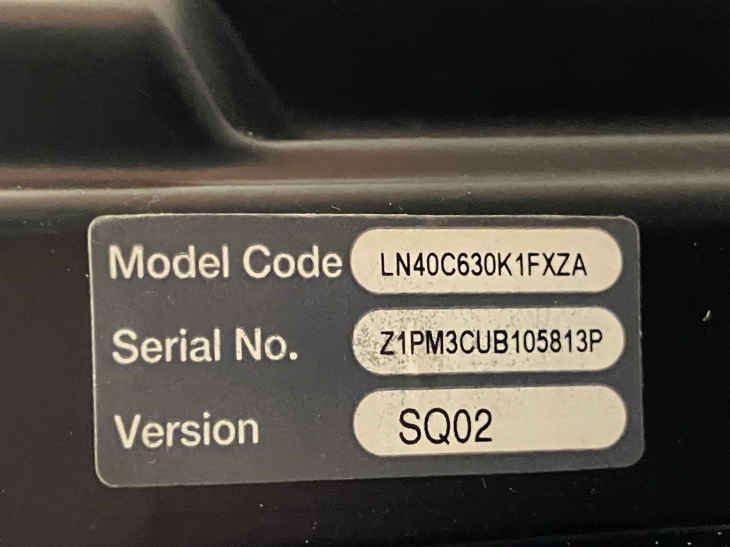 Model Code LN40C630K1FXZA
Serial No. Z1PM3CUB105813P
Version SQ02